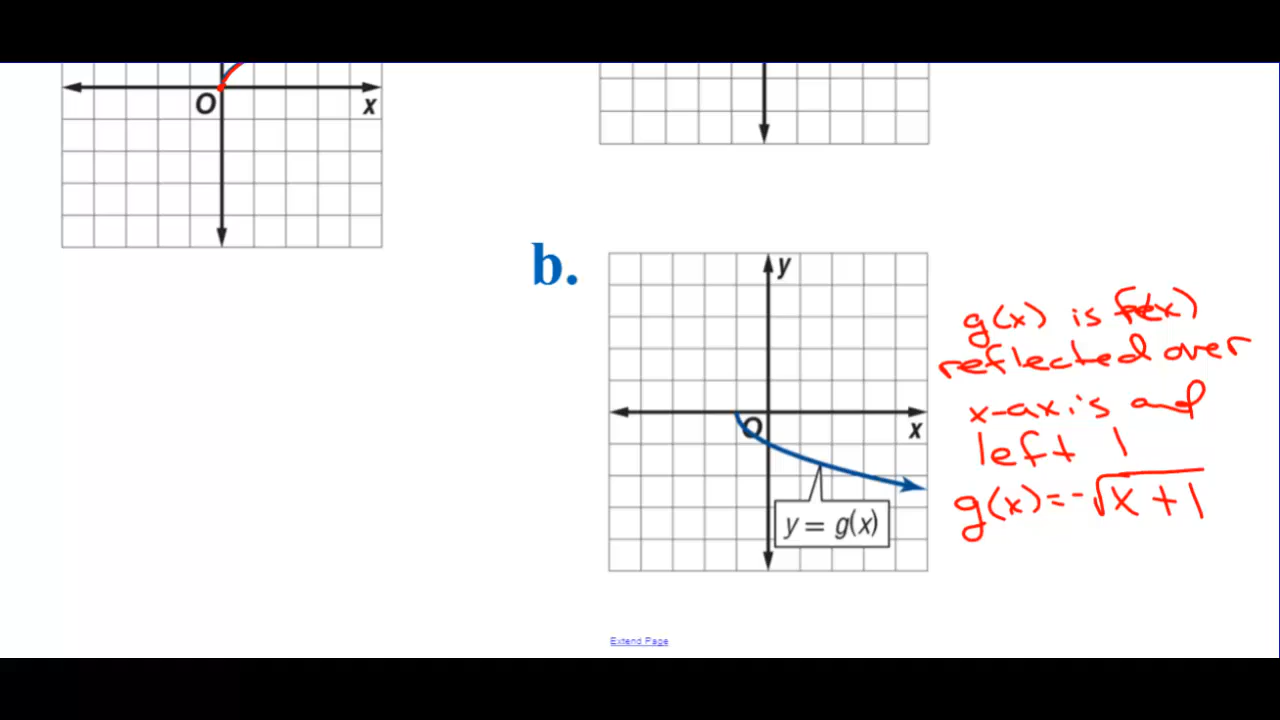 O
x
b.
y
O
x
y = g(x)
g(x) is f(x)
reflected over
x-axis and
left 1
g(x)=-√x+1
Extend Page